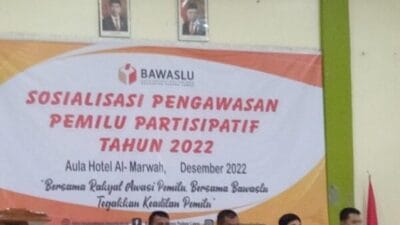 BAWASLU
SOSIALISASI PENGAWASAN
PEMILU PARTISIPATIF
TAHUN 2022
Aula Hotel Al- Marwah, Desember 2022
"Bersama Rakyat Awasi Pemilu, Bersama Bawaslu
Tegakkan Keadilan Pemilu"